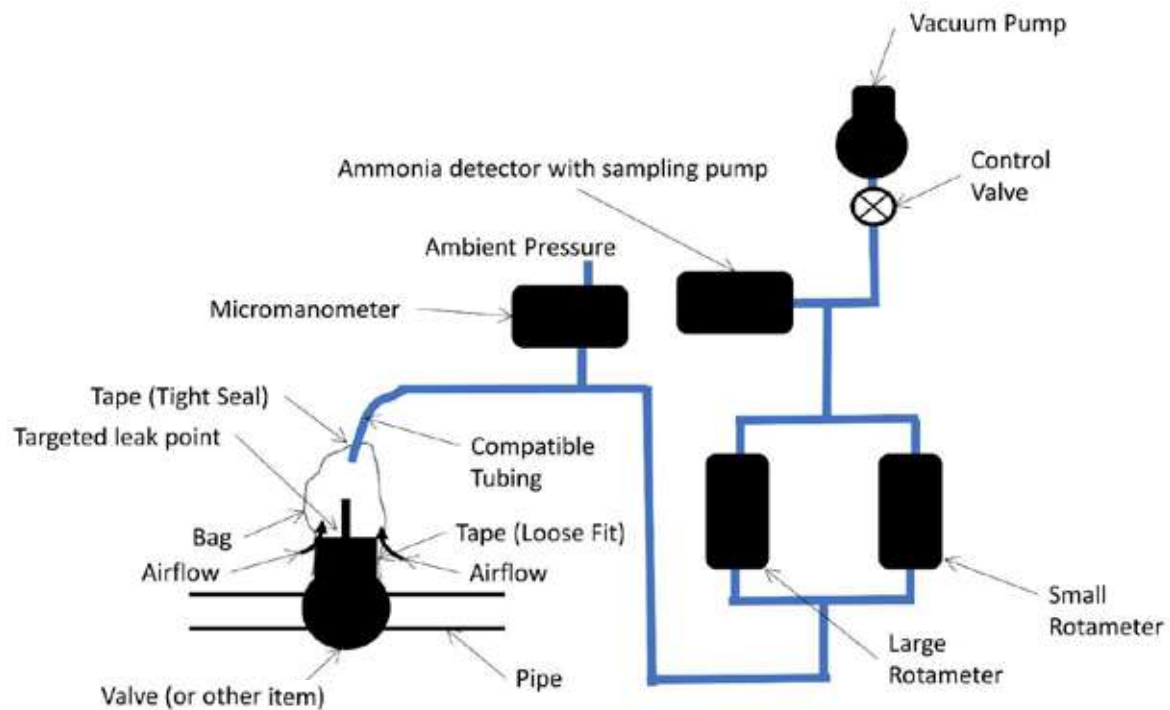 Vacuum Pump
Ammonia detector with sampling pump
Control
Valve
Ambient Pressure
Micromanometer
Tape (Tight Seal)
Targeted leak point
Compatible
Tubing
Bag
Tape (Loose Fit)
Airflow
Airflow
Small
Rotameter
Large
Rotameter
Pipe
Valve (or other item)